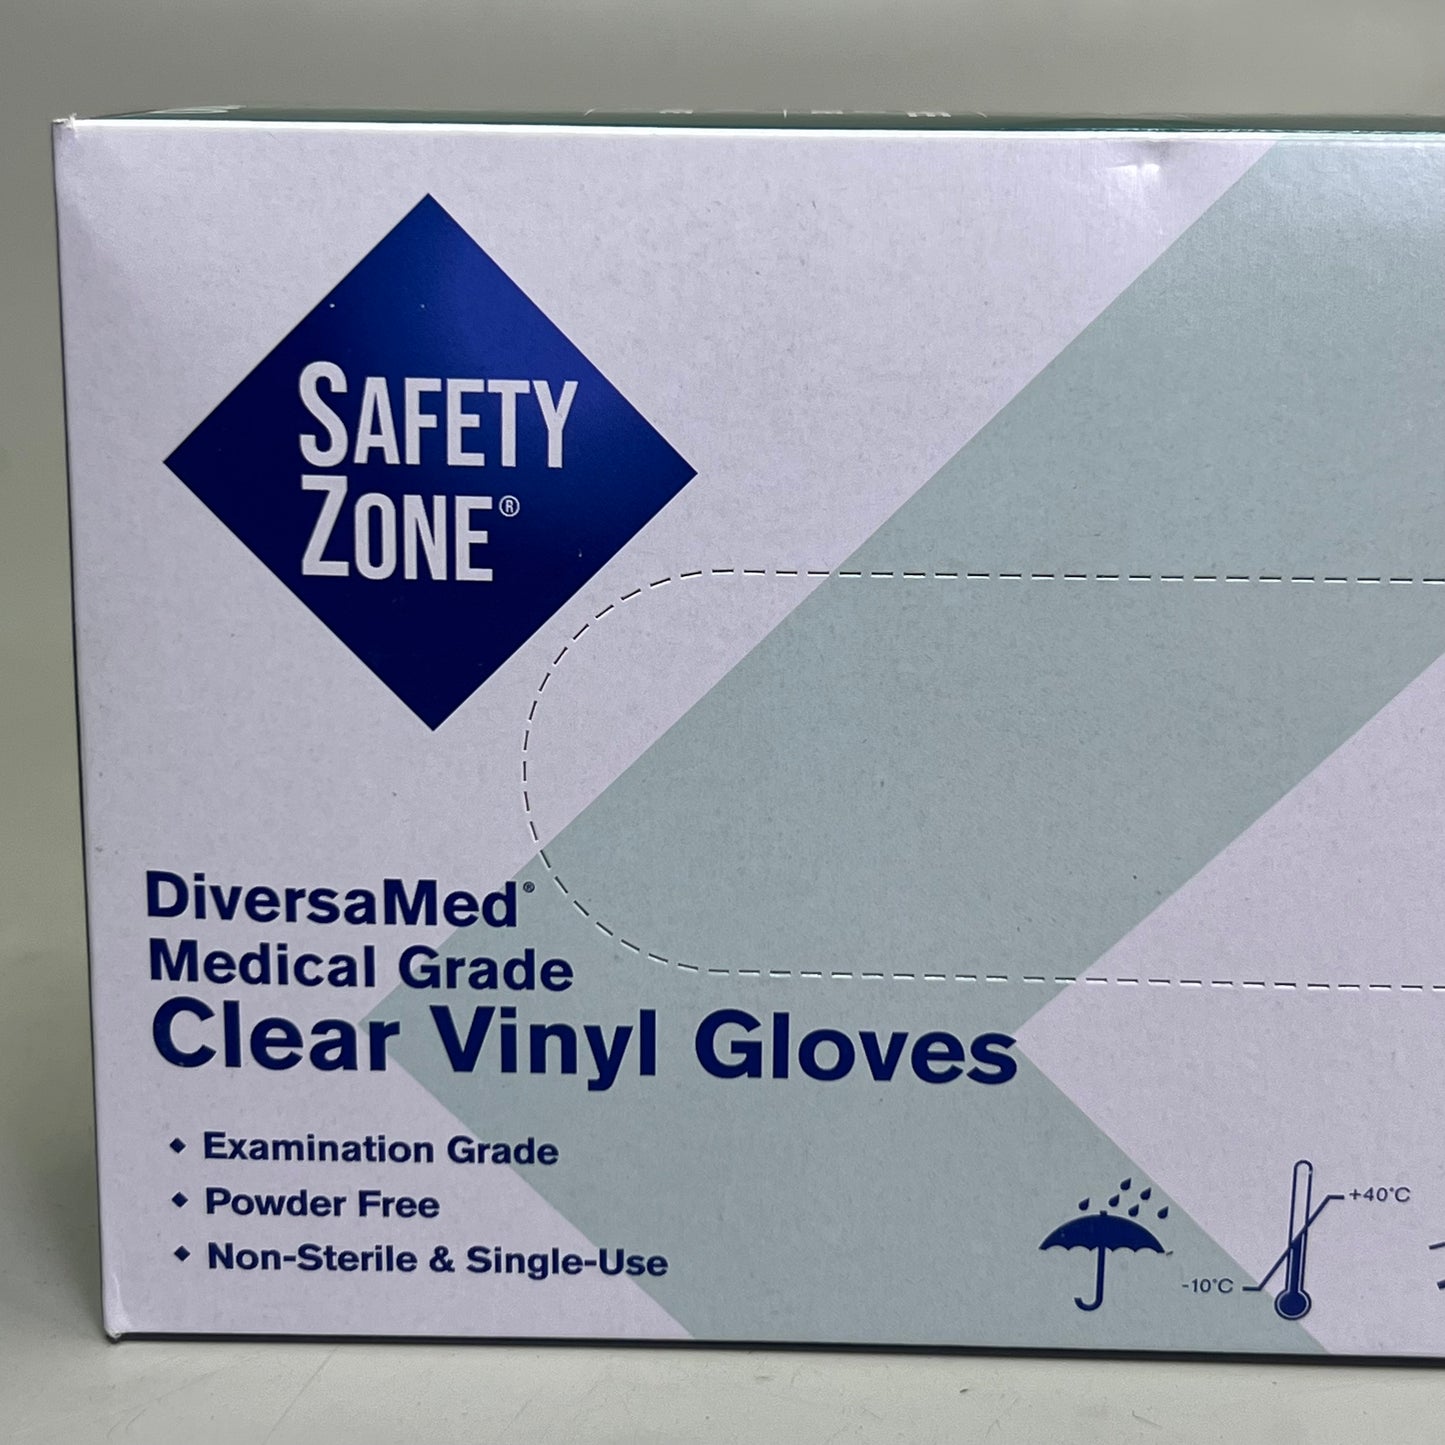 SAFETY
ZONE®
DiversaMed®
Medical Grade
Clear Vinyl Gloves
◆ Examination Grade
◆ Powder Free
◆ Non-Sterile & Single-Use
+40°C
-10°C